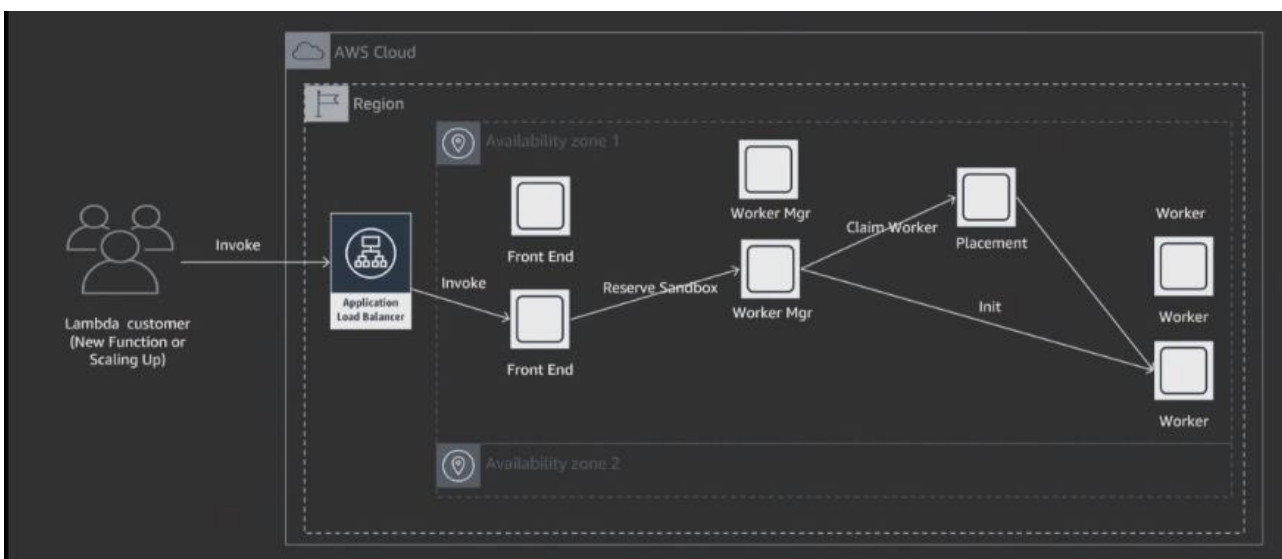 AWS Cloud
Region
Availability zone 1
Worker Mgr
Claim Worker
Placement
Worker
Invoke
Front End
Application
Load Balancer
Invoke
Reserve Sandbox
Worker Mgr
Init
Worker
Lambda customer
(New Function or
Scaling Up)
Front End
Worker
Availability zone 2